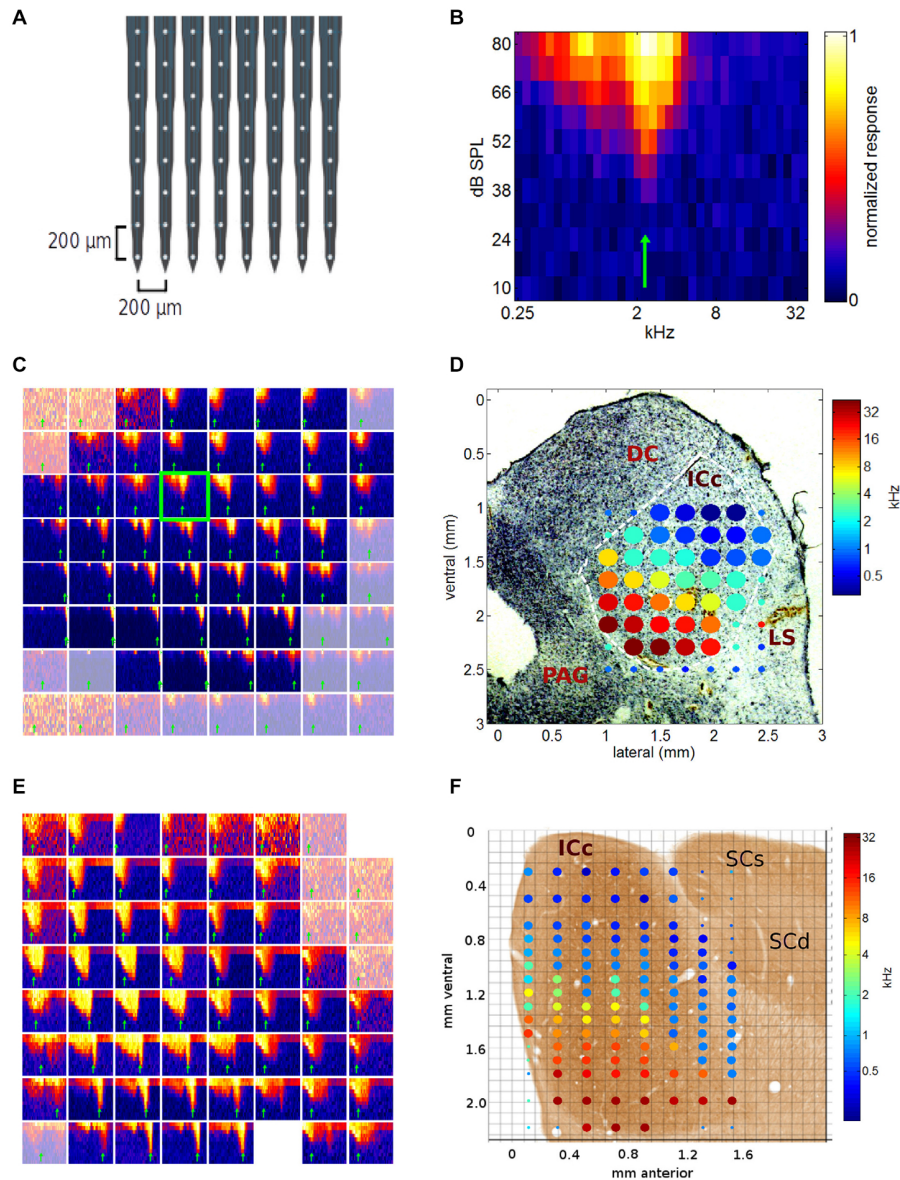 A
200 µm
200 µm
B
80
66
52
38
24
10
dB SPL
0.25
2
8
32
kHz
1
0
normalized response
C
D
0
0.5
1.0
1.5
2.0
2.5
3
ventral (mm)
0
0.5
1.0
1.5
2.0
2.5
3
lateral (mm)
DC
ICc
LS
PAG
32
16
8
4
2
1
0.5
kHz
E
F
0
0.4
0.8
1.2
1.6
2.0
mm ventral
0
0.4
0.8
1.2
1.6
mm anterior
ICc
SCs
SCd
32
16
8
4
2
1
0.5
kHz